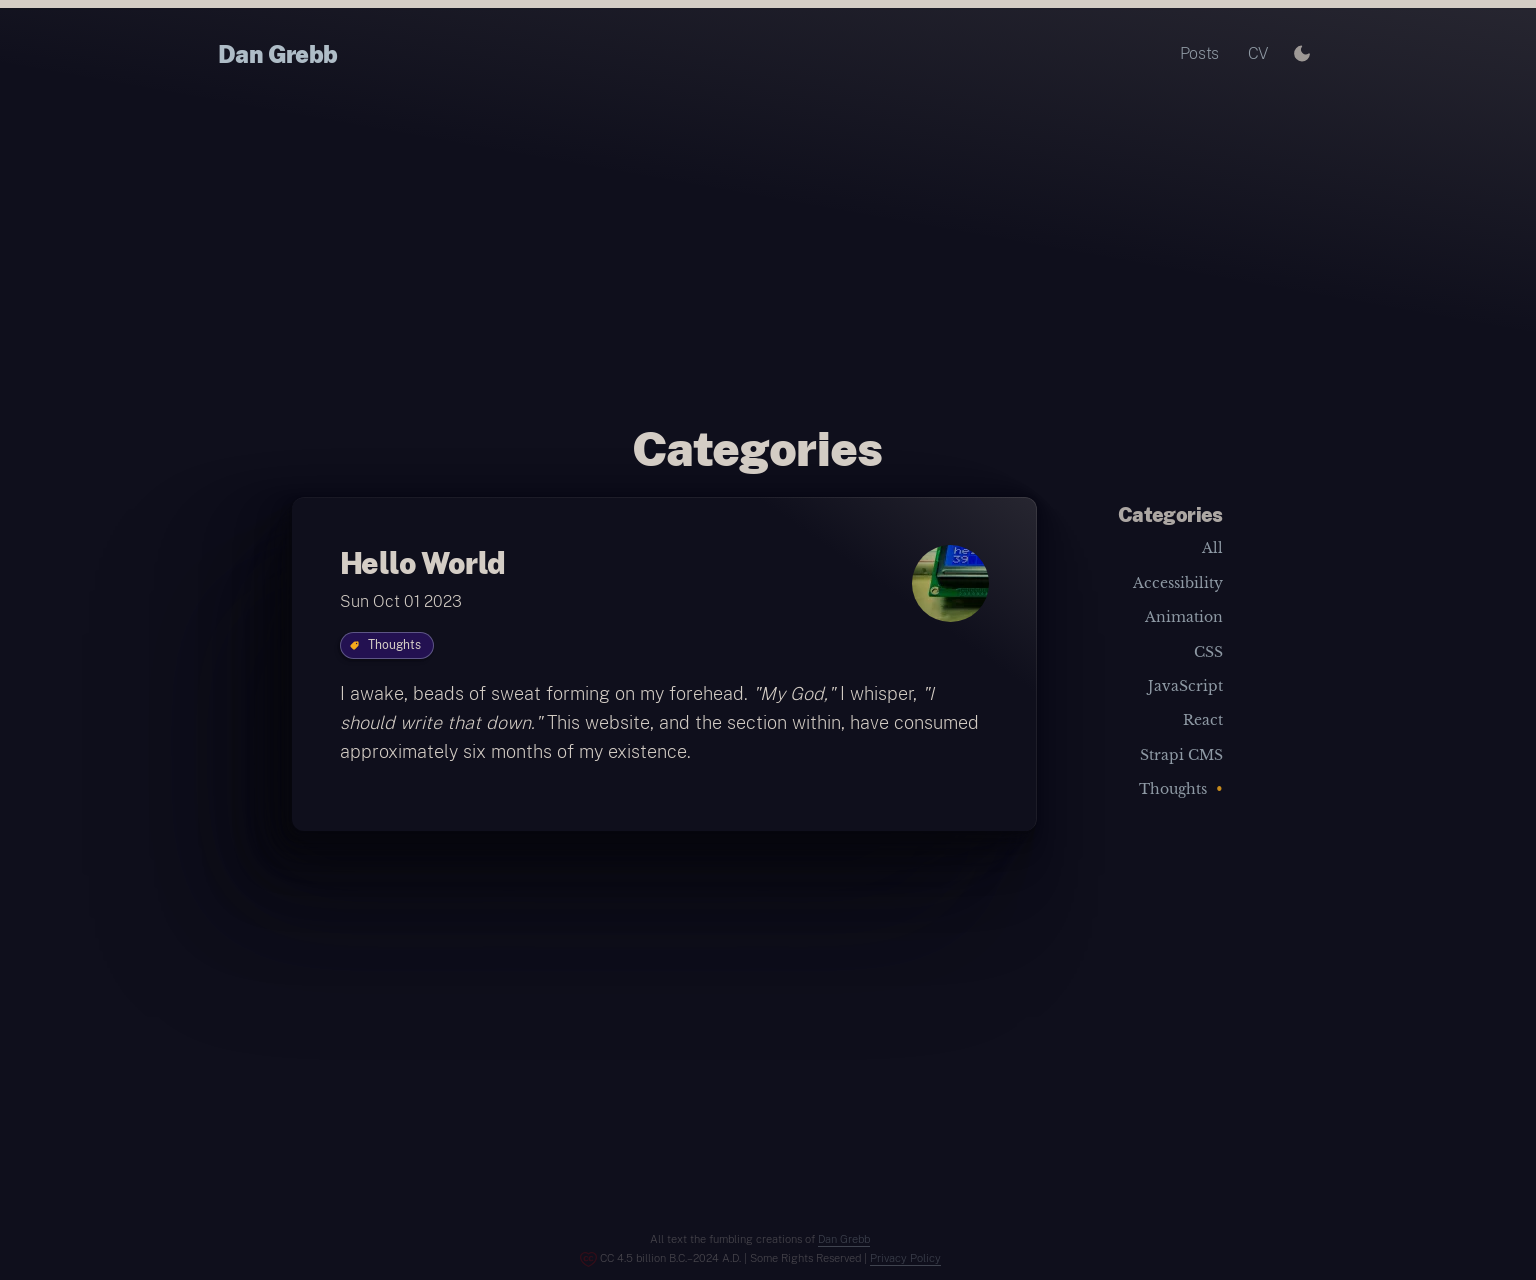 Dan Grebb
Posts
CV
Categories
Hello World
Sun Oct 01 2023
Thoughts
I awake, beads of sweat forming on my forehead. "My God," I whisper, "I
should write that down." This website, and the section within, have consumed
approximately six months of my existence.
Categories
All
Accessibility
Animation
CSS
JavaScript
React
Strapi CMS
Thoughts •
All text the fumbling creations of Dan Grebb
CC 4.5 billion B.C.–2024 A.D. | Some Rights Reserved | Privacy Policy